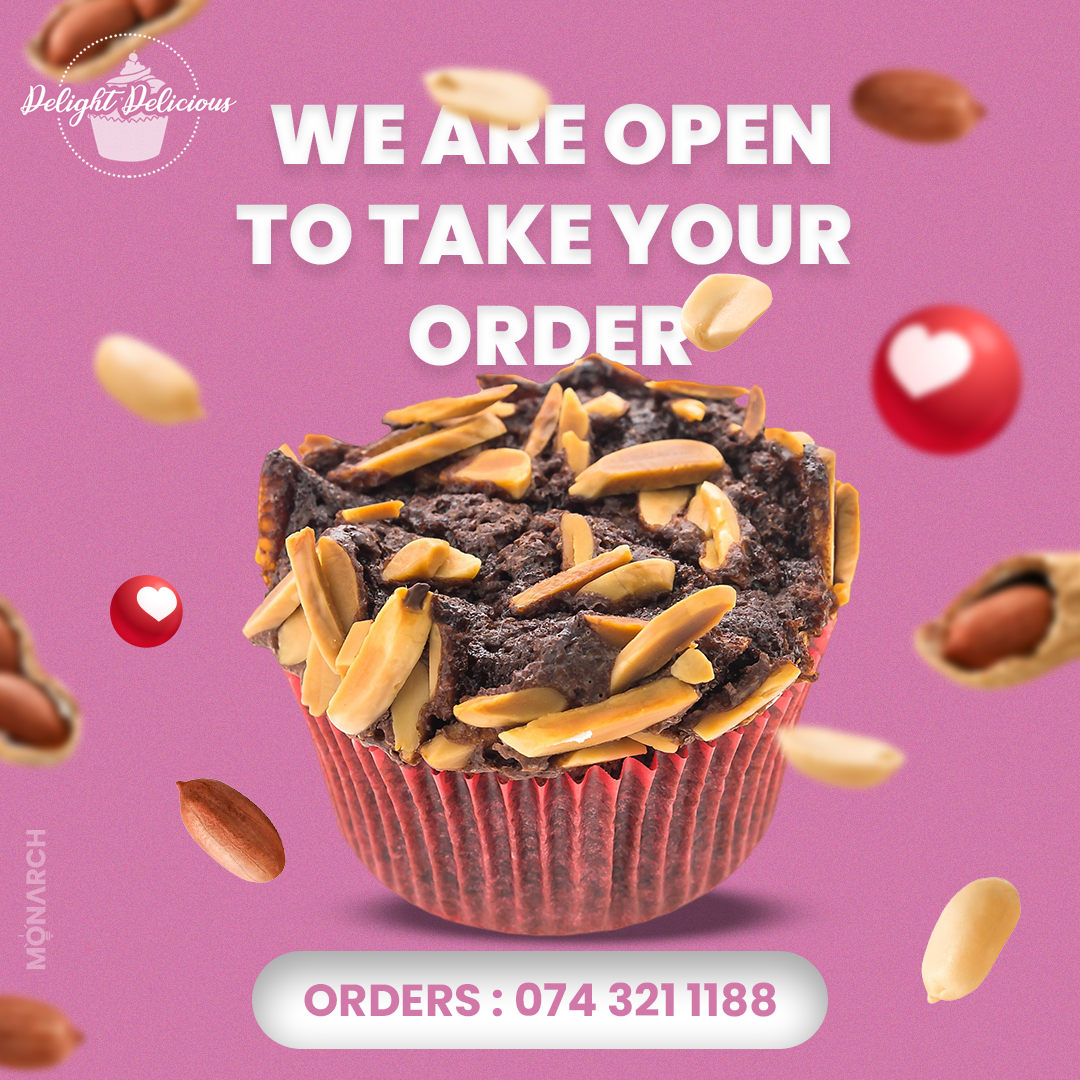 Delight Delicious
WE ARE OPEN
TO TAKE YOUR
ORDER
MONARCH
ORDERS : 074 321 1188